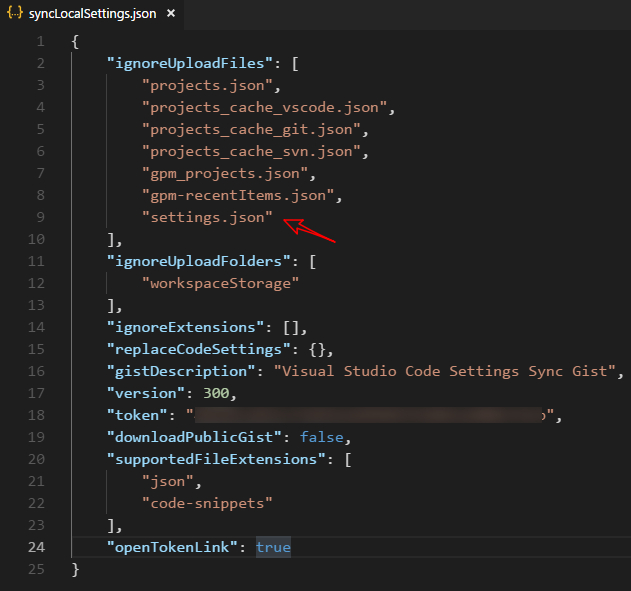 {..} syncLocalSettings.json ×
1 {
2 "ignoreUploadFiles": [
3 "projects.json",
4 "projects_cache_vscode.json",
5 "projects_cache_git.json",
6 "projects_cache_svn.json",
7 "gpm_projects.json",
8 "gpm-recentItems.json",
9 "settings.json"
10 ],
11 "ignoreUploadFolders": [
12 "workspaceStorage"
13 ],
14 "ignoreExtensions": [],
15 "replaceCodeSettings": {},
16 "gistDescription": "Visual Studio Code Settings Sync Gist",
17 "version": 300,
18 "token": "",
19 "downloadPublicGist": false,
20 "supportedFileExtensions": [
21 "json",
22 "code-snippets"
23 ],
24 "openTokenLink": true
25 }